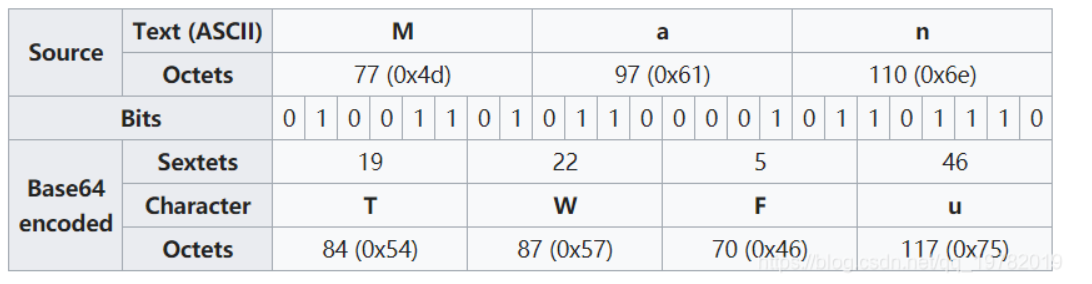 Source Text (ASCII) M a n
Octets 77 (0x4d) 97 (0x61) 110 (0x6e)
Bits 0 1 0 0 1 1 0 1 0 1 1 0 0 0 0 1 0 1 1 0 1 1 1 0
Base64 encoded Sextets 19 22 5 46
Character T W F u
Octets 84 (0x54) 87 (0x57) 70 (0x46) 117 (0x75)
https://blog.csdn.net/qq_19782019